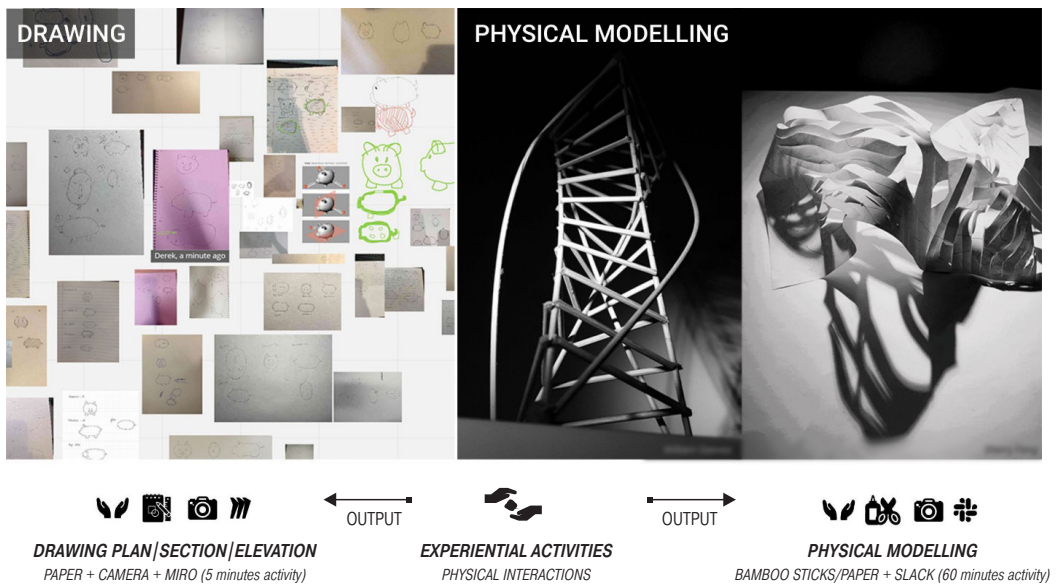 DRAWING
PHYSICAL MODELLING
Derek, a minute ago
OUTPUT
OUTPUT
DRAWING PLAN|SECTION|ELEVATION
PAPER + CAMERA + MIRO (5 minutes activity)
EXPERIENTIAL ACTIVITIES
PHYSICAL INTERACTIONS
PHYSICAL MODELLING
BAMBOO STICKS/PAPER + SLACK (60 minutes activity)